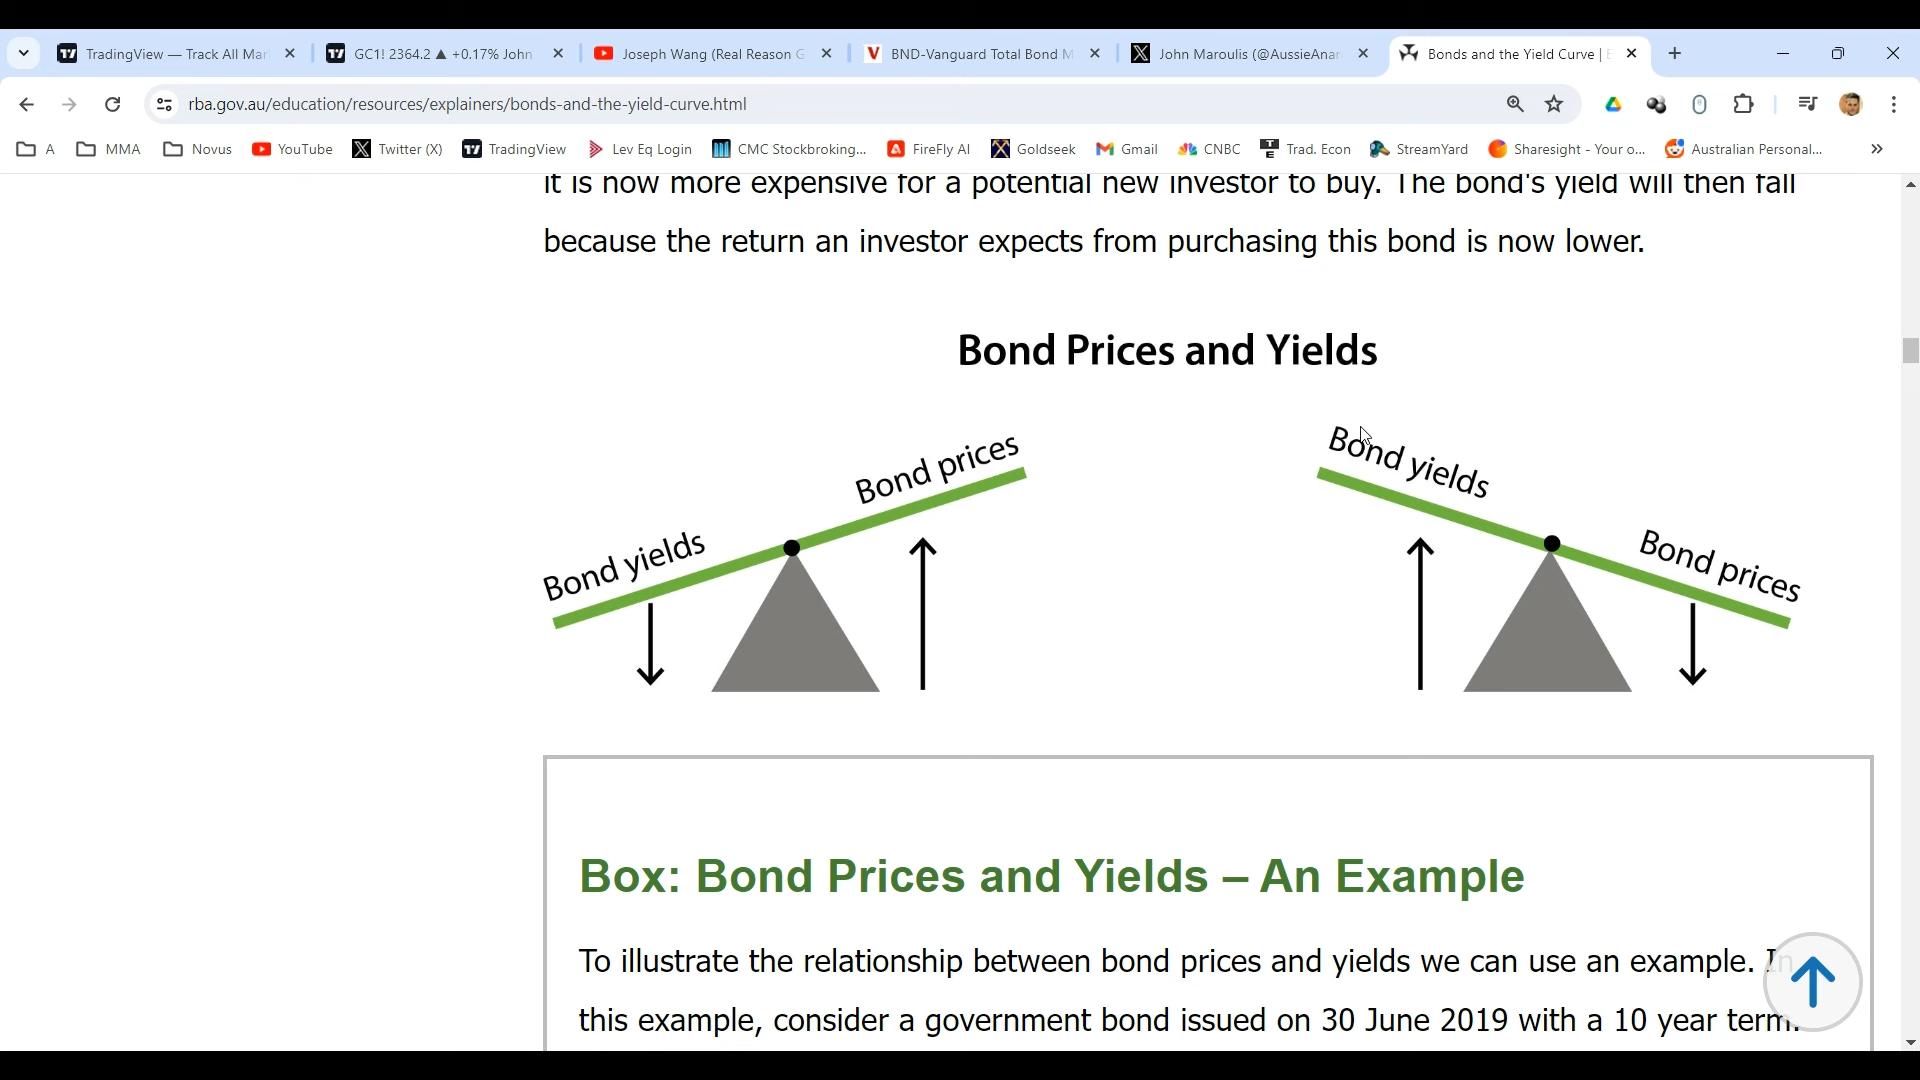 TradingView — Track All Mar
GC1! 2364.2 ▲ +0.17% John
Joseph Wang (Real Reason G
BND-Vanguard Total Bond M
John Maroulis (@AussieAnar
Bonds and the Yield Curve | E
rba.gov.au/education/resources/explainers/bonds-and-the-yield-curve.html
A
MMA
Novus
YouTube
Twitter (X)
TradingView
Lev Eq Login
CMC Stockbroking...
FireFly AI
Goldseek
Gmail
CNBC
Trad. Econ
StreamYard
Sharesight - Your o...
Australian Personal...
»
it is now more expensive for a potential new investor to buy. The bond's yield will then fall
because the return an investor expects from purchasing this bond is now lower.
Bond Prices and Yields
Bond yields
Bond prices
Bond yields
Bond prices
Box: Bond Prices and Yields – An Example
To illustrate the relationship between bond prices and yields we can use an example. In
this example, consider a government bond issued on 30 June 2019 with a 10 year term.